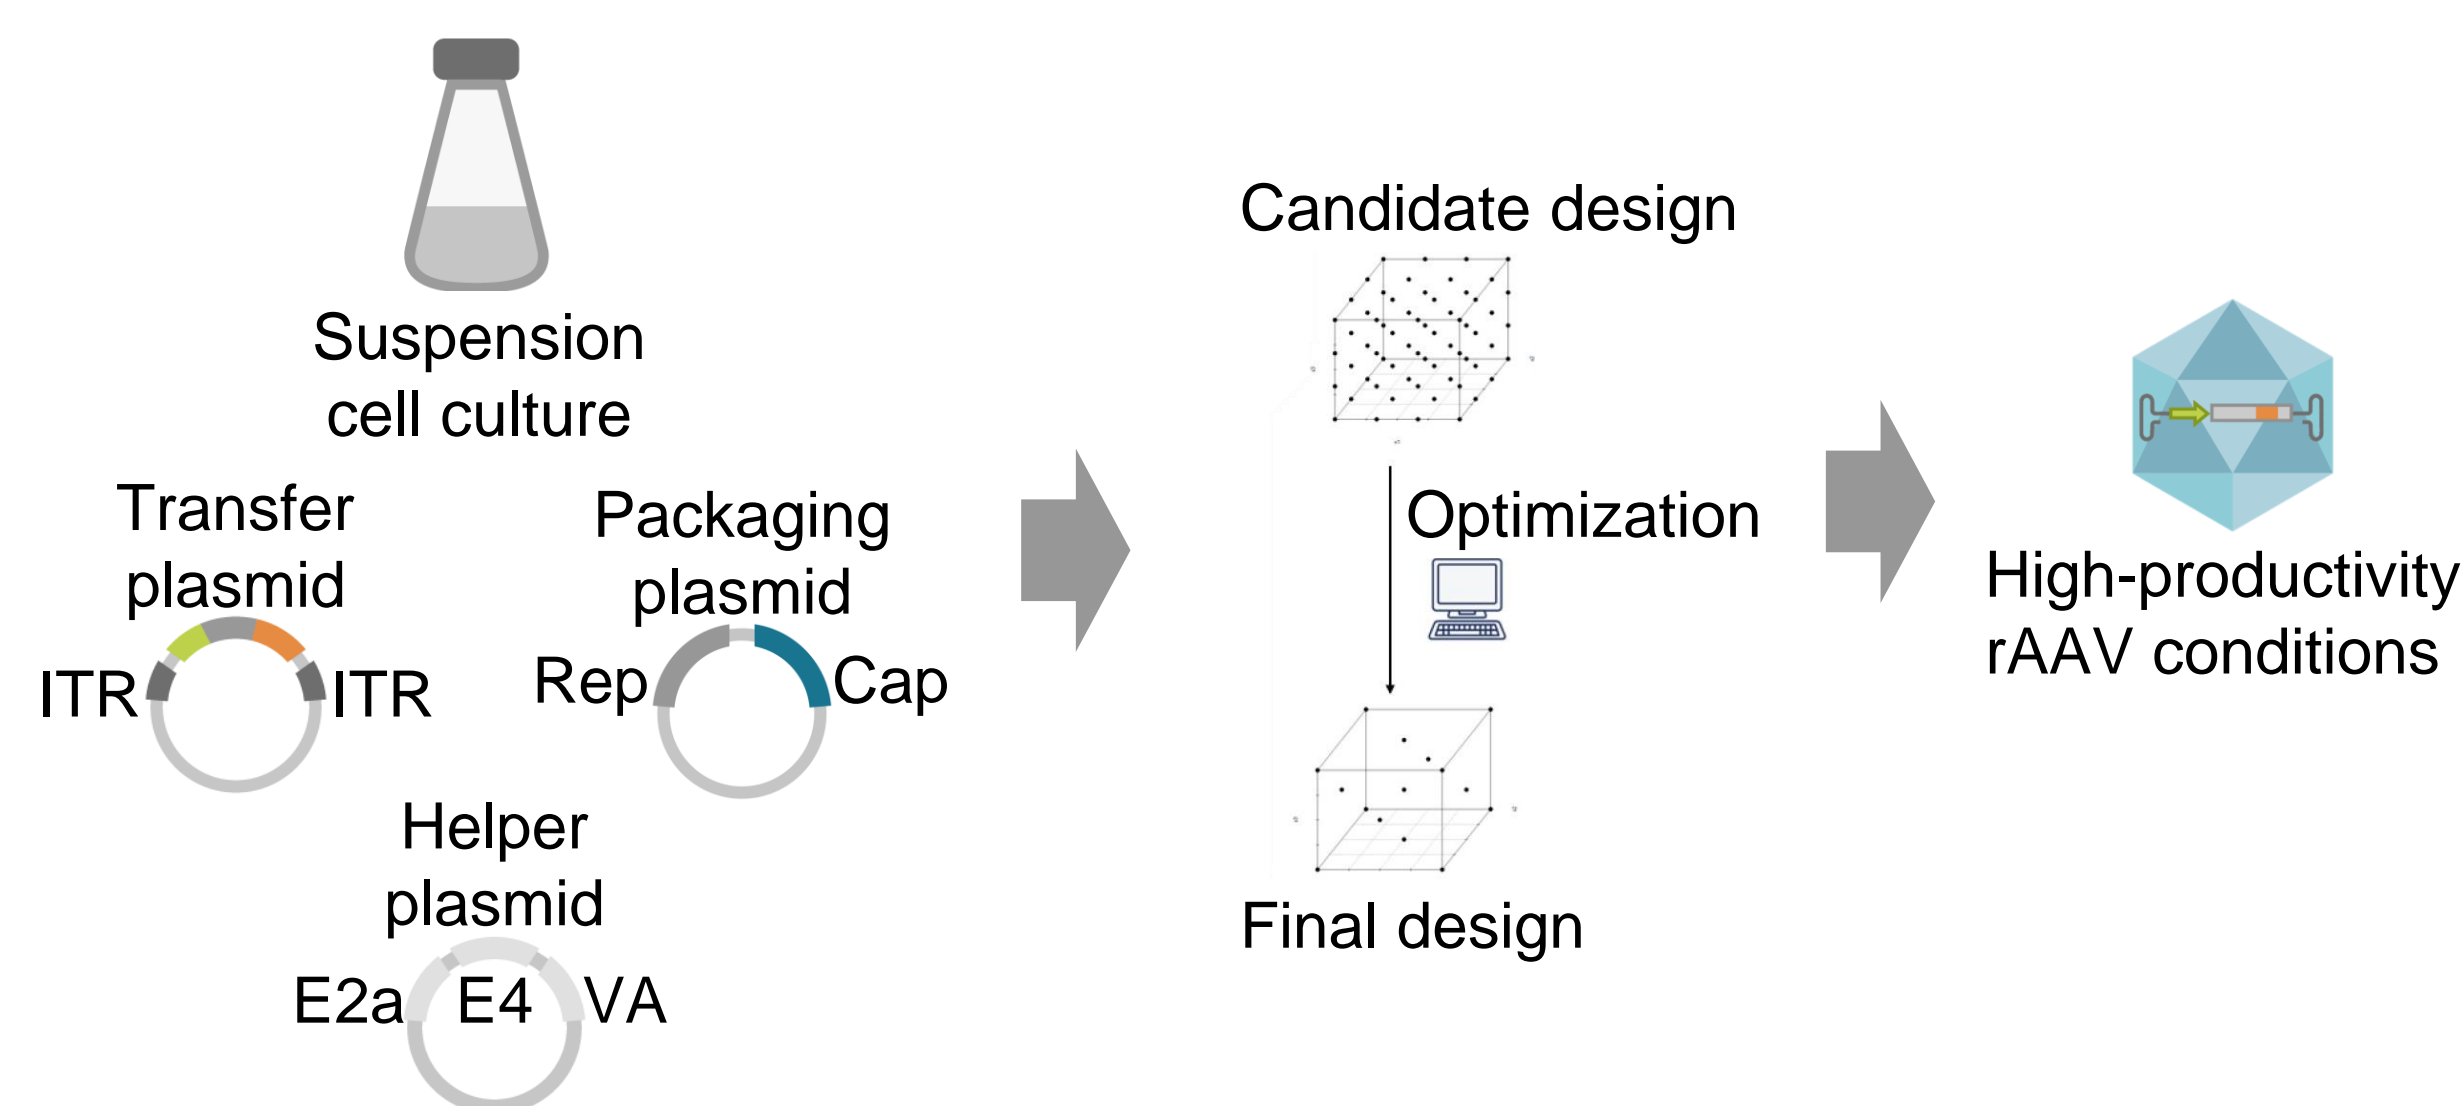 Suspension
cell culture
Transfer
plasmid
ITR
ITR
Packaging
plasmid
Rep
Cap
Helper
plasmid
E2a
E4
VA
Candidate design
Optimization
Final design
High-productivity
rAAV conditions